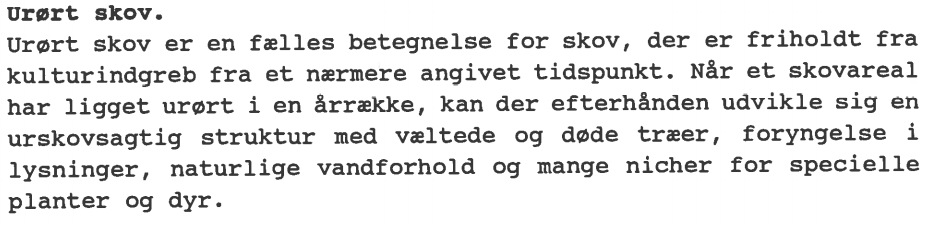 Urørt skov.
Urørt skov er en fælles betegnelse for skov, der er friholdt fra
kulturindgreb fra et nærmere angivet tidspunkt. Når et skovareal
har ligget urørt i en årrække, kan der efterhånden udvikle sig en
urskovsagtig struktur med væltede og døde træer, foryngelse i
lysninger, naturlige vandforhold og mange nicher for specielle
planter og dyr.